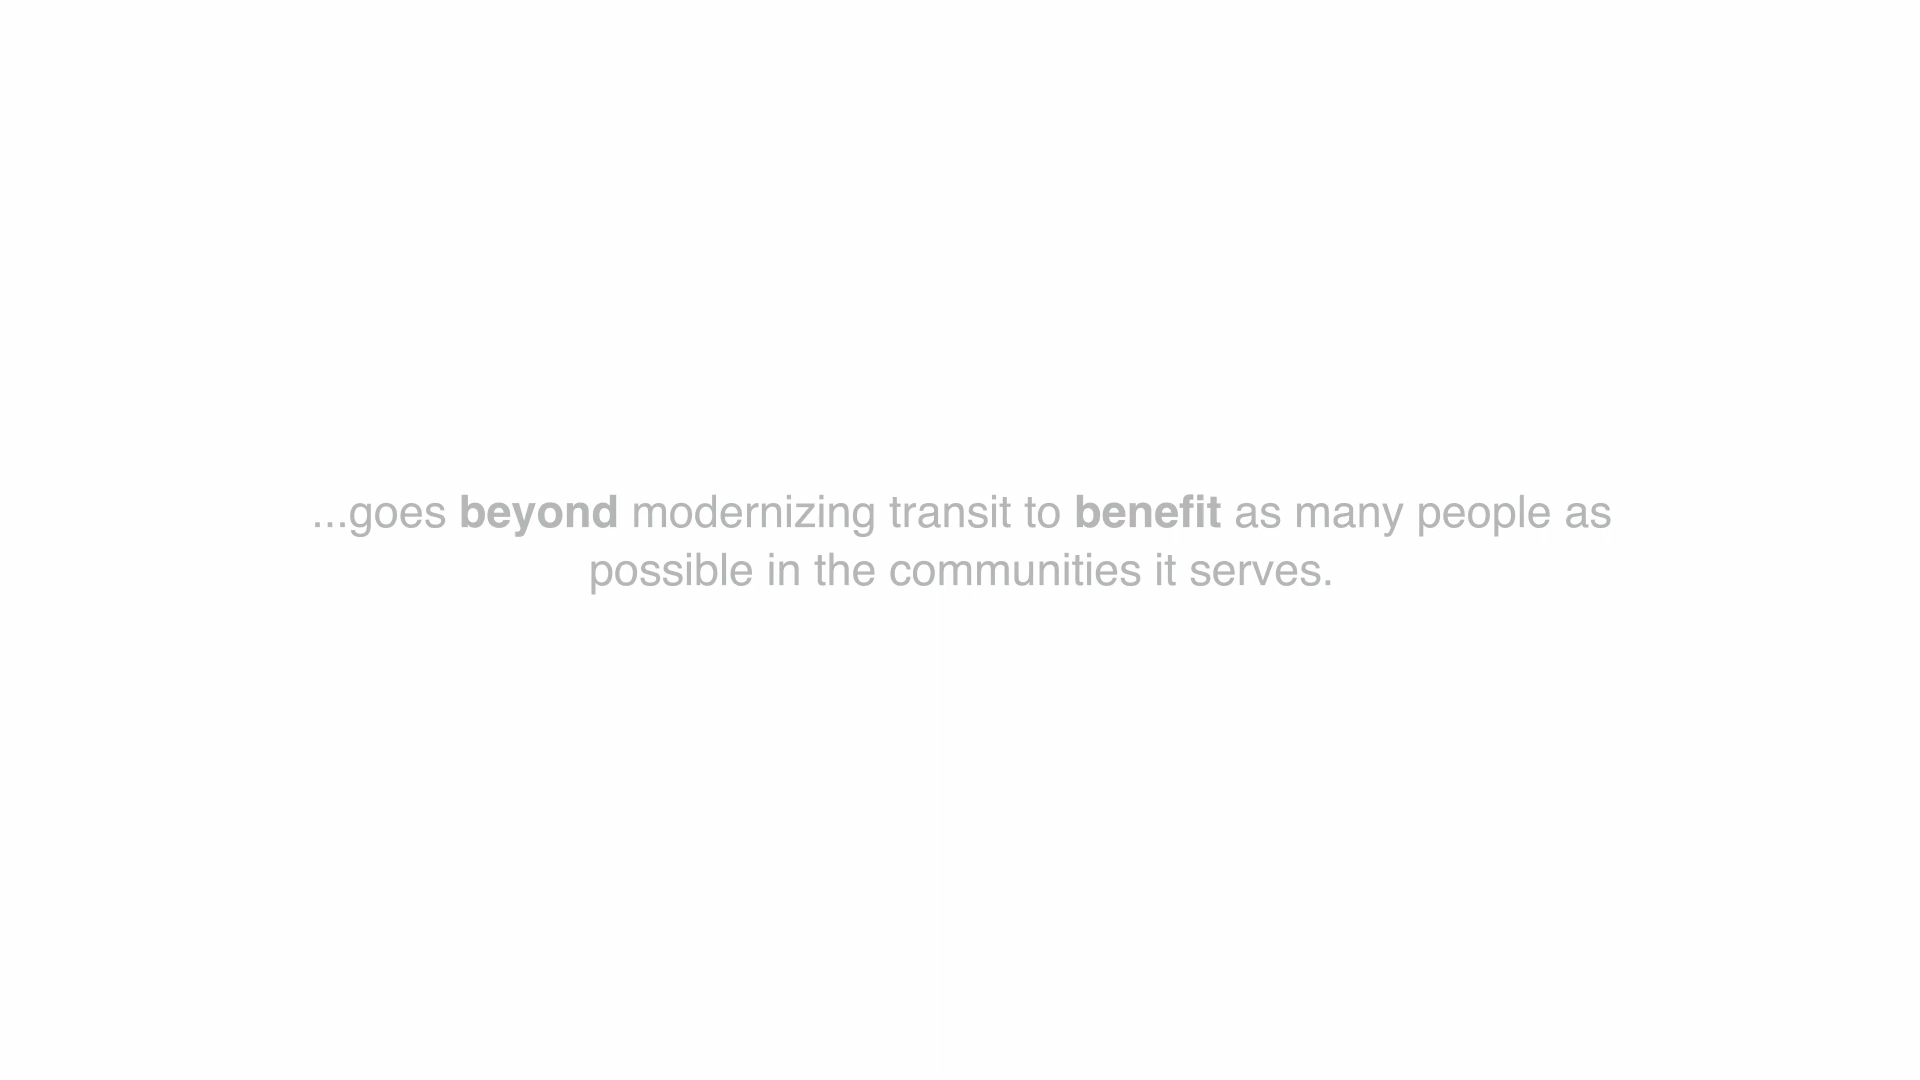 ...goes beyond modernizing transit to benefit as many people as
possible in the communities it serves.